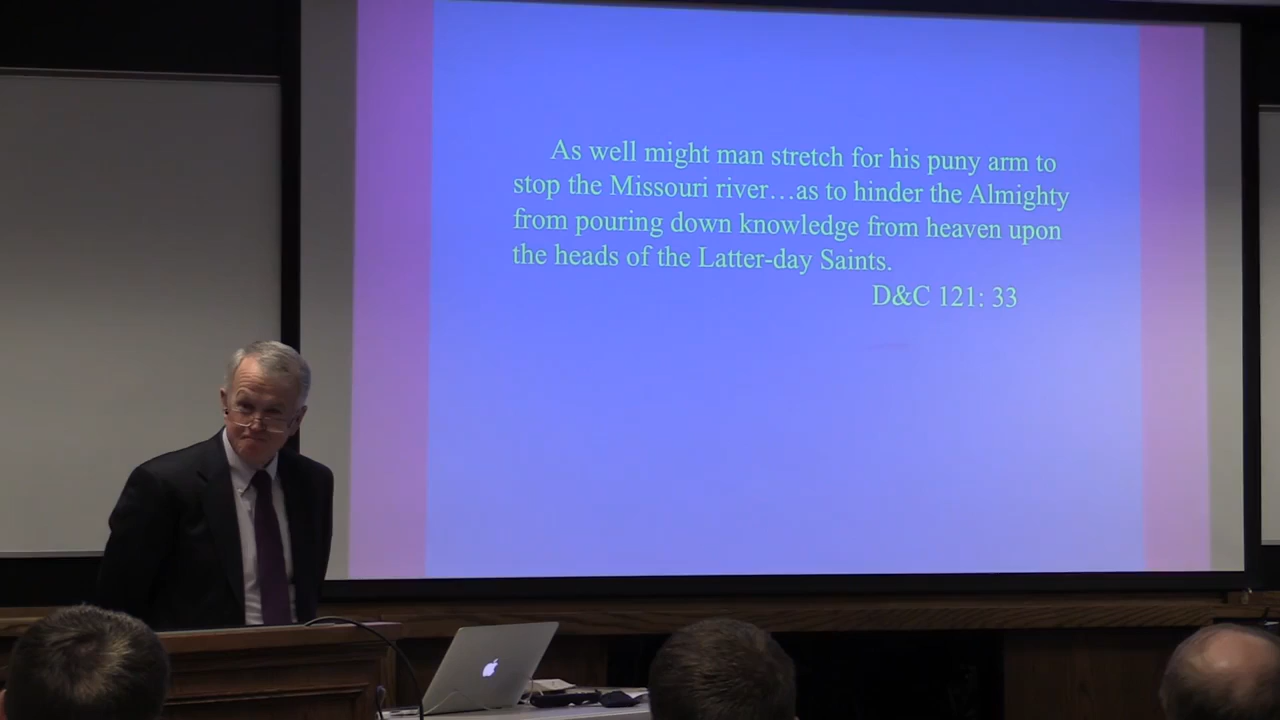 As well might man stretch for his puny arm to
stop the Missouri river…as to hinder the Almighty
from pouring down knowledge from heaven upon
the heads of the Latter-day Saints.
D&C 121: 33